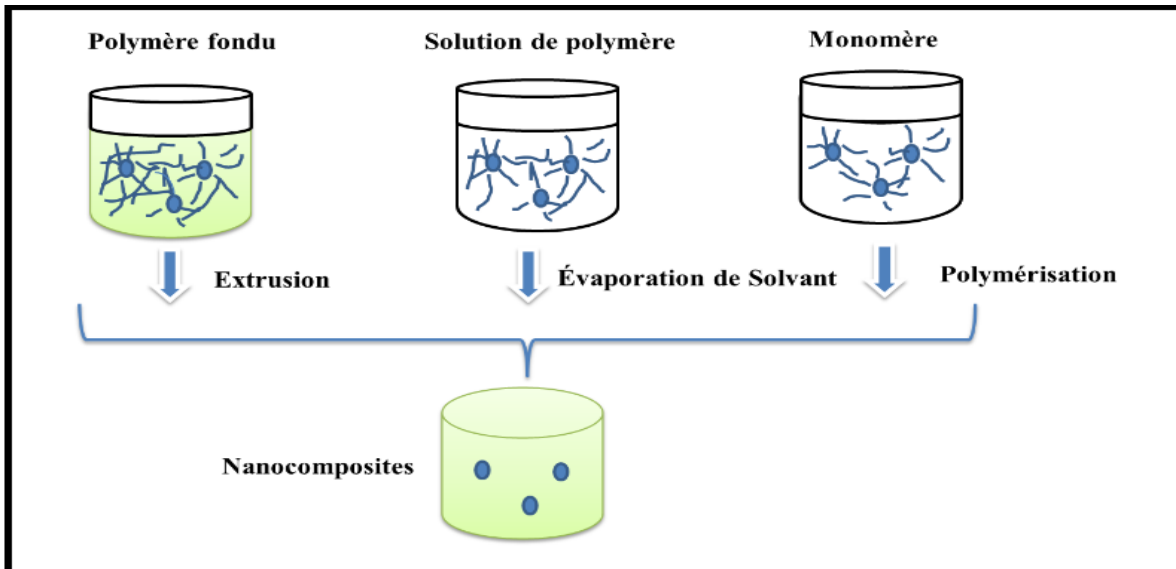 Polymère fondu
Solution de polymère
Monomère
Extrusion
Évaporation de Solvant
Polymérisation
Nanocomposites